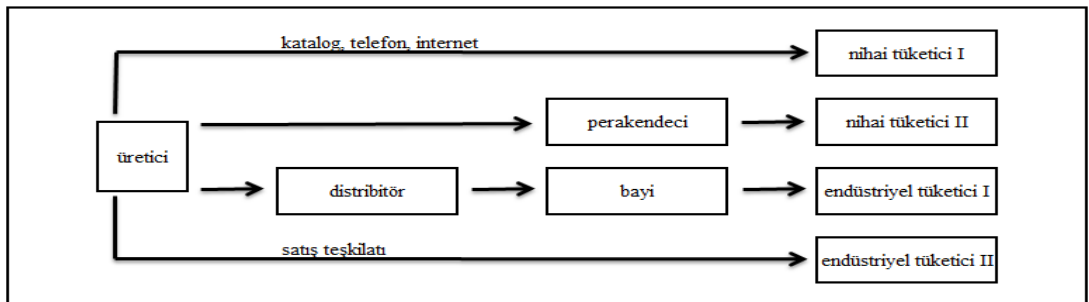 katalog, telefon, internet
nihai tüketici I
perakendeci
nihai tüketici II
üretici
distribitör
bayi
endüstriyel tüketici I
satış teşkilatı
endüstriyel tüketici II